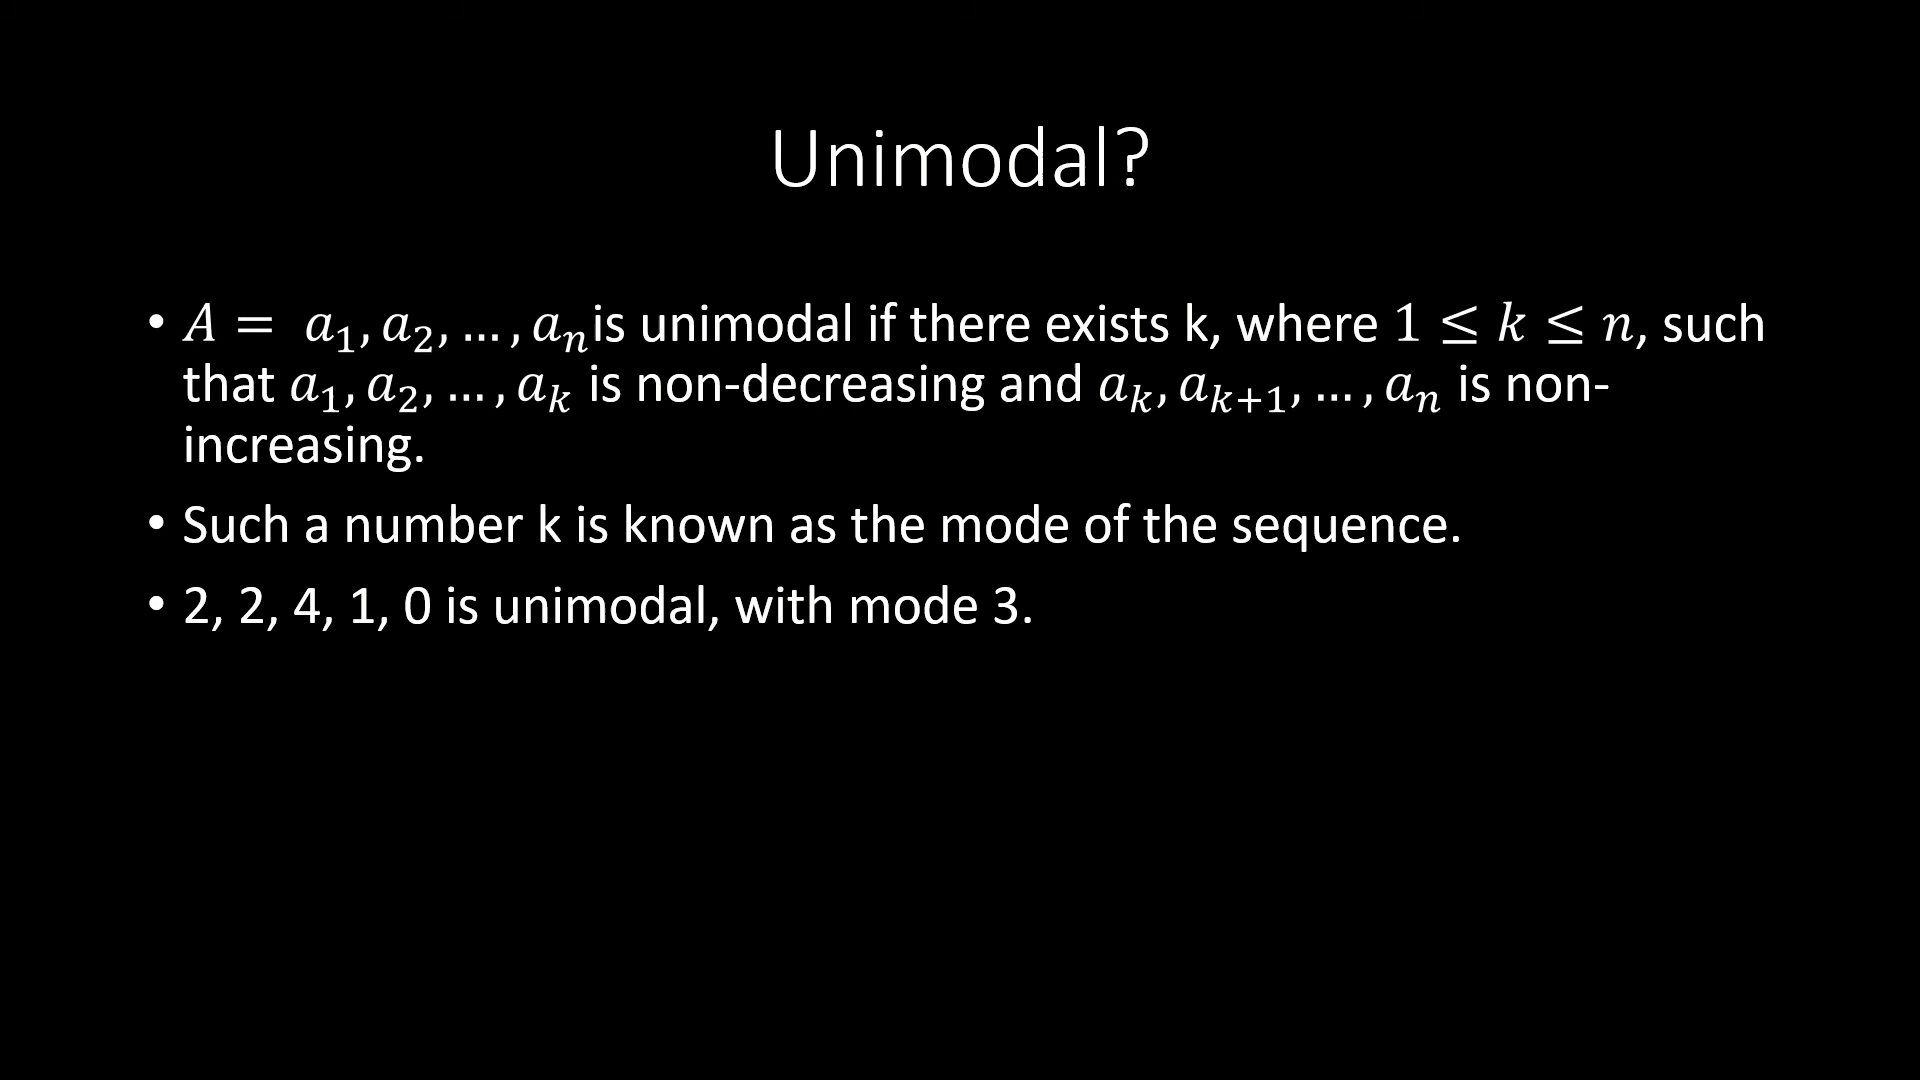 Unimodal?
• A = a₁, a₂, … , aₙ is unimodal if there exists k, where 1 ≤ k ≤ n, such
that a₁, a₂, … , aₖ is non-decreasing and aₖ, aₖ₊₁, … , aₙ is non-
increasing.
• Such a number k is known as the mode of the sequence.
• 2, 2, 4, 1, 0 is unimodal, with mode 3.